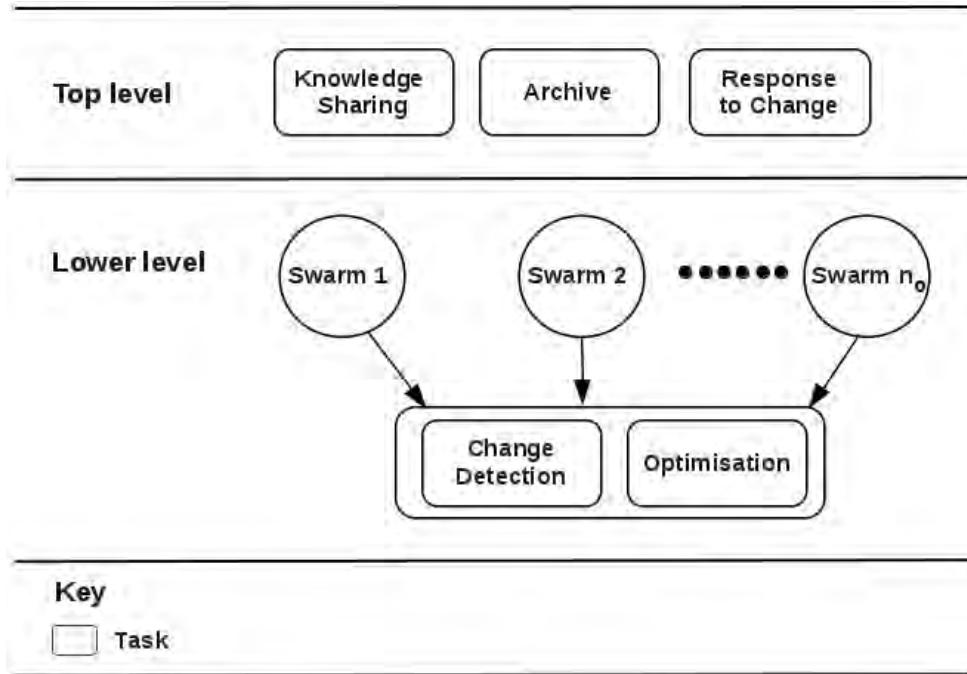 Top level
Knowledge
Sharing
Archive
Response
to Change
Lower level
Swarm 1
Swarm 2
Swarm nₒ
Change
Detection
Optimisation
Key
Task